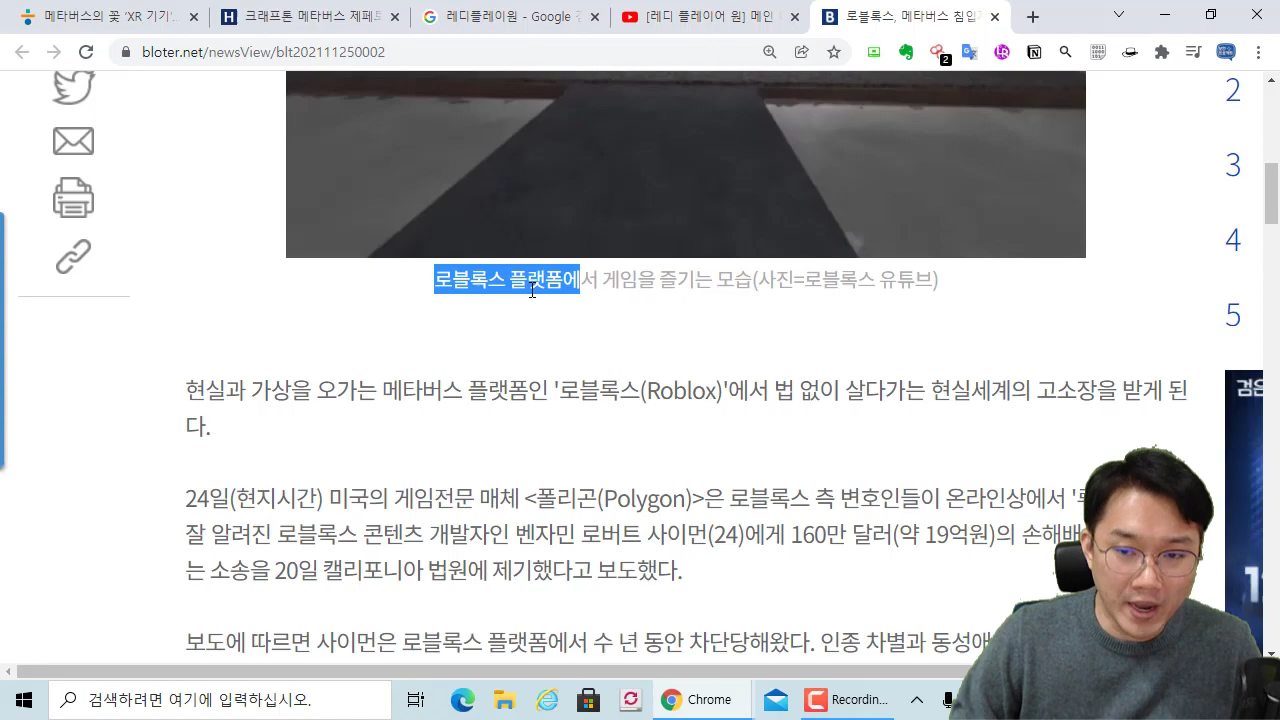 메타버스의 꽃 'XR 기기'
크래프톤 메타버스 제페트
레디플레이원 - Google
[레디 플레이어 원] 메인
로블록스, 메타버스 침입
bloter.net/newsView/blt202111250002
2
2
3
4
5
로블록스 플랫폼에서 게임을 즐기는 모습(사진=로블록스 유튜브)
현실과 가상을 오가는 메타버스 플랫폼인 '로블록스(Roblox)'에서 법 없이 살다가는 현실세계의 고소장을 받게 된
다.
검은
24일(현지시간) 미국의 게임전문 매체 <폴리곤(Polygon)>은 로블록스 측 변호인들이 온라인상에서
잘 알려진 로블록스 콘텐츠 개발자인 벤자민 로버트 사이먼(24)에게 160만 달러(약 19억원)의 손해배
는 소송을 20일 캘리포니아 법원에 제기했다고 보도했다.
보도에 따르면 사이먼은 로블록스 플랫폼에서 수 년 동안 차단당해왔다. 인종 차별과 동성애
검색하려면 여기에 입력하십시오.
Chrome
Recordin...